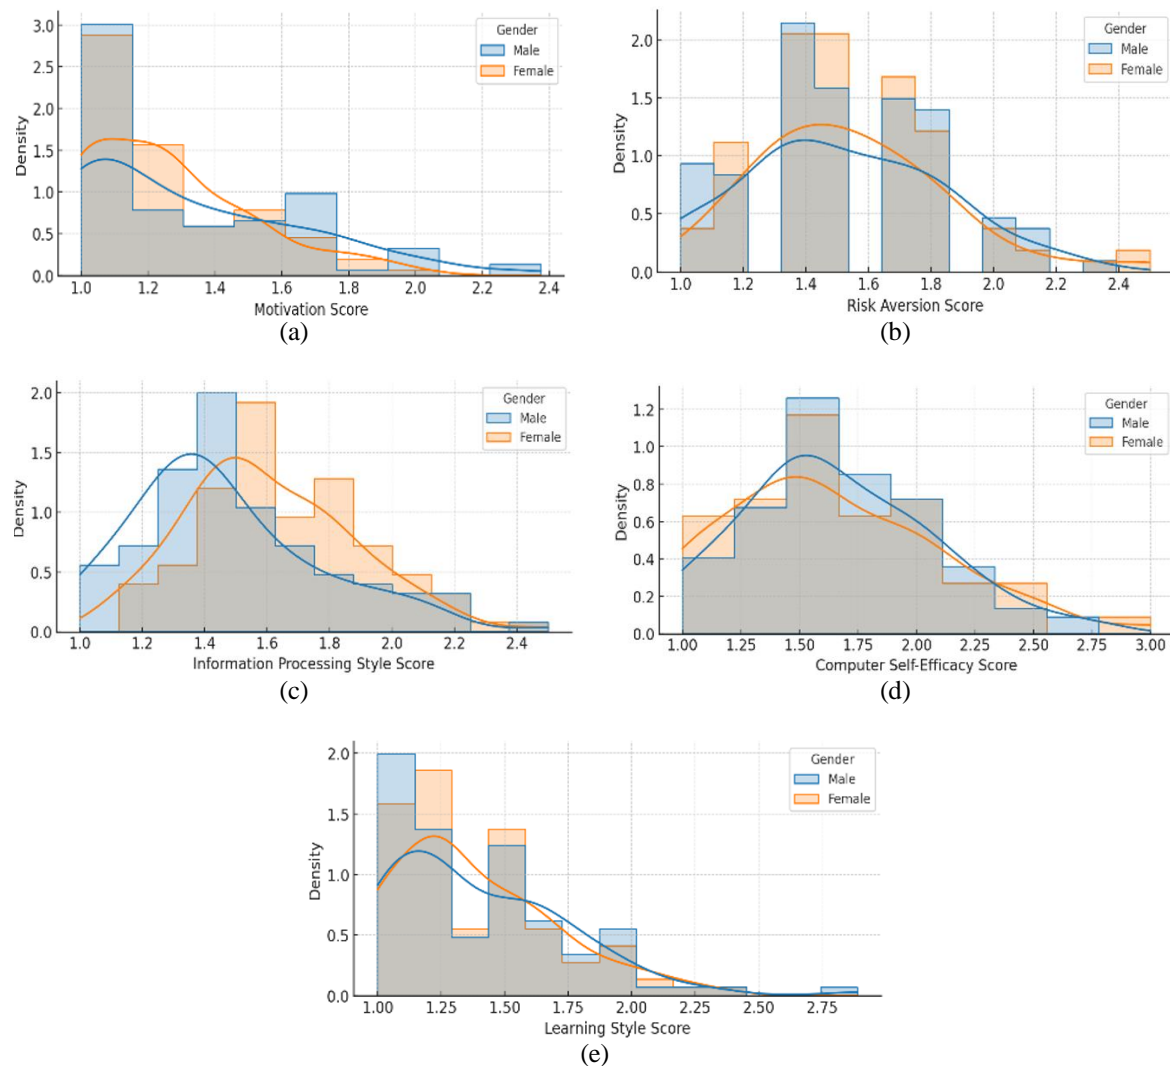 Gender
Male
Female
3.0
2.5
2.0
1.5
1.0
0.5
0.0
Density
1.0 1.2 1.4 1.6 1.8 2.0 2.2 2.4
Motivation Score
(a)
Gender
Male
Female
2.0
1.5
1.0
0.5
0.0
Density
1.0 1.2 1.4 1.6 1.8 2.0 2.2 2.4
Risk Aversion Score
(b)
Gender
Male
Female
2.0
1.5
1.0
0.5
0.0
Density
1.0 1.2 1.4 1.6 1.8 2.0 2.2 2.4
Information Processing Style Score
(c)
Gender
Male
Female
1.2
1.0
0.8
0.6
0.4
0.2
0.0
Density
1.00 1.25 1.50 1.75 2.00 2.25 2.50 2.75 3.00
Computer Self-Efficacy Score
(d)
Gender
Male
Female
2.0
1.5
1.0
0.5
0.0
Density
1.00 1.25 1.50 1.75 2.00 2.25 2.50 2.75
Learning Style Score
(e)